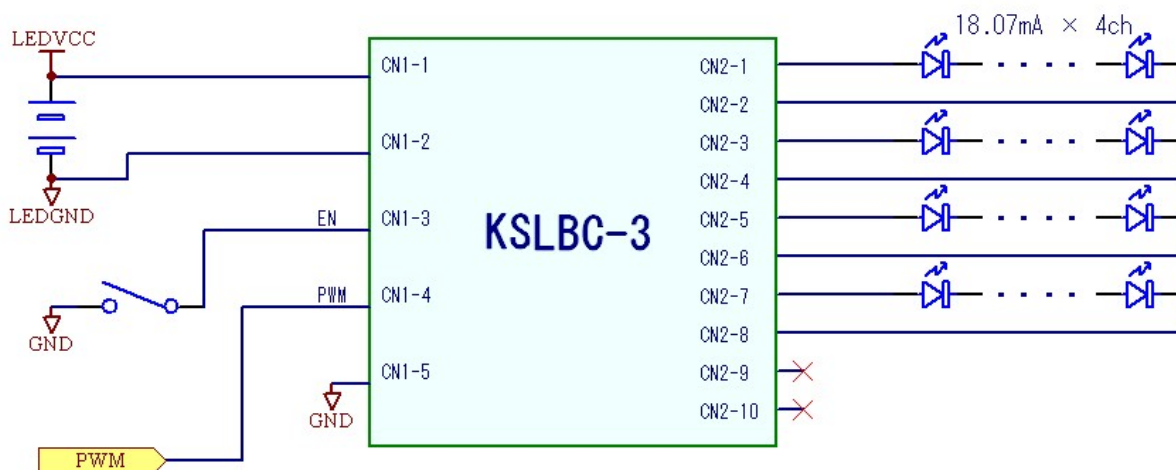 18.07mA × 4ch
LEDVCC
CN1-1
CN2-1
CN2-2
CN1-2
CN2-3
CN2-4
LEDGND
EN
CN1-3
KSLBC-3
CN2-5
CN2-6
PWM
CN1-4
CN2-7
GND
CN2-8
CN1-5
CN2-9
GND
CN2-10
PWM